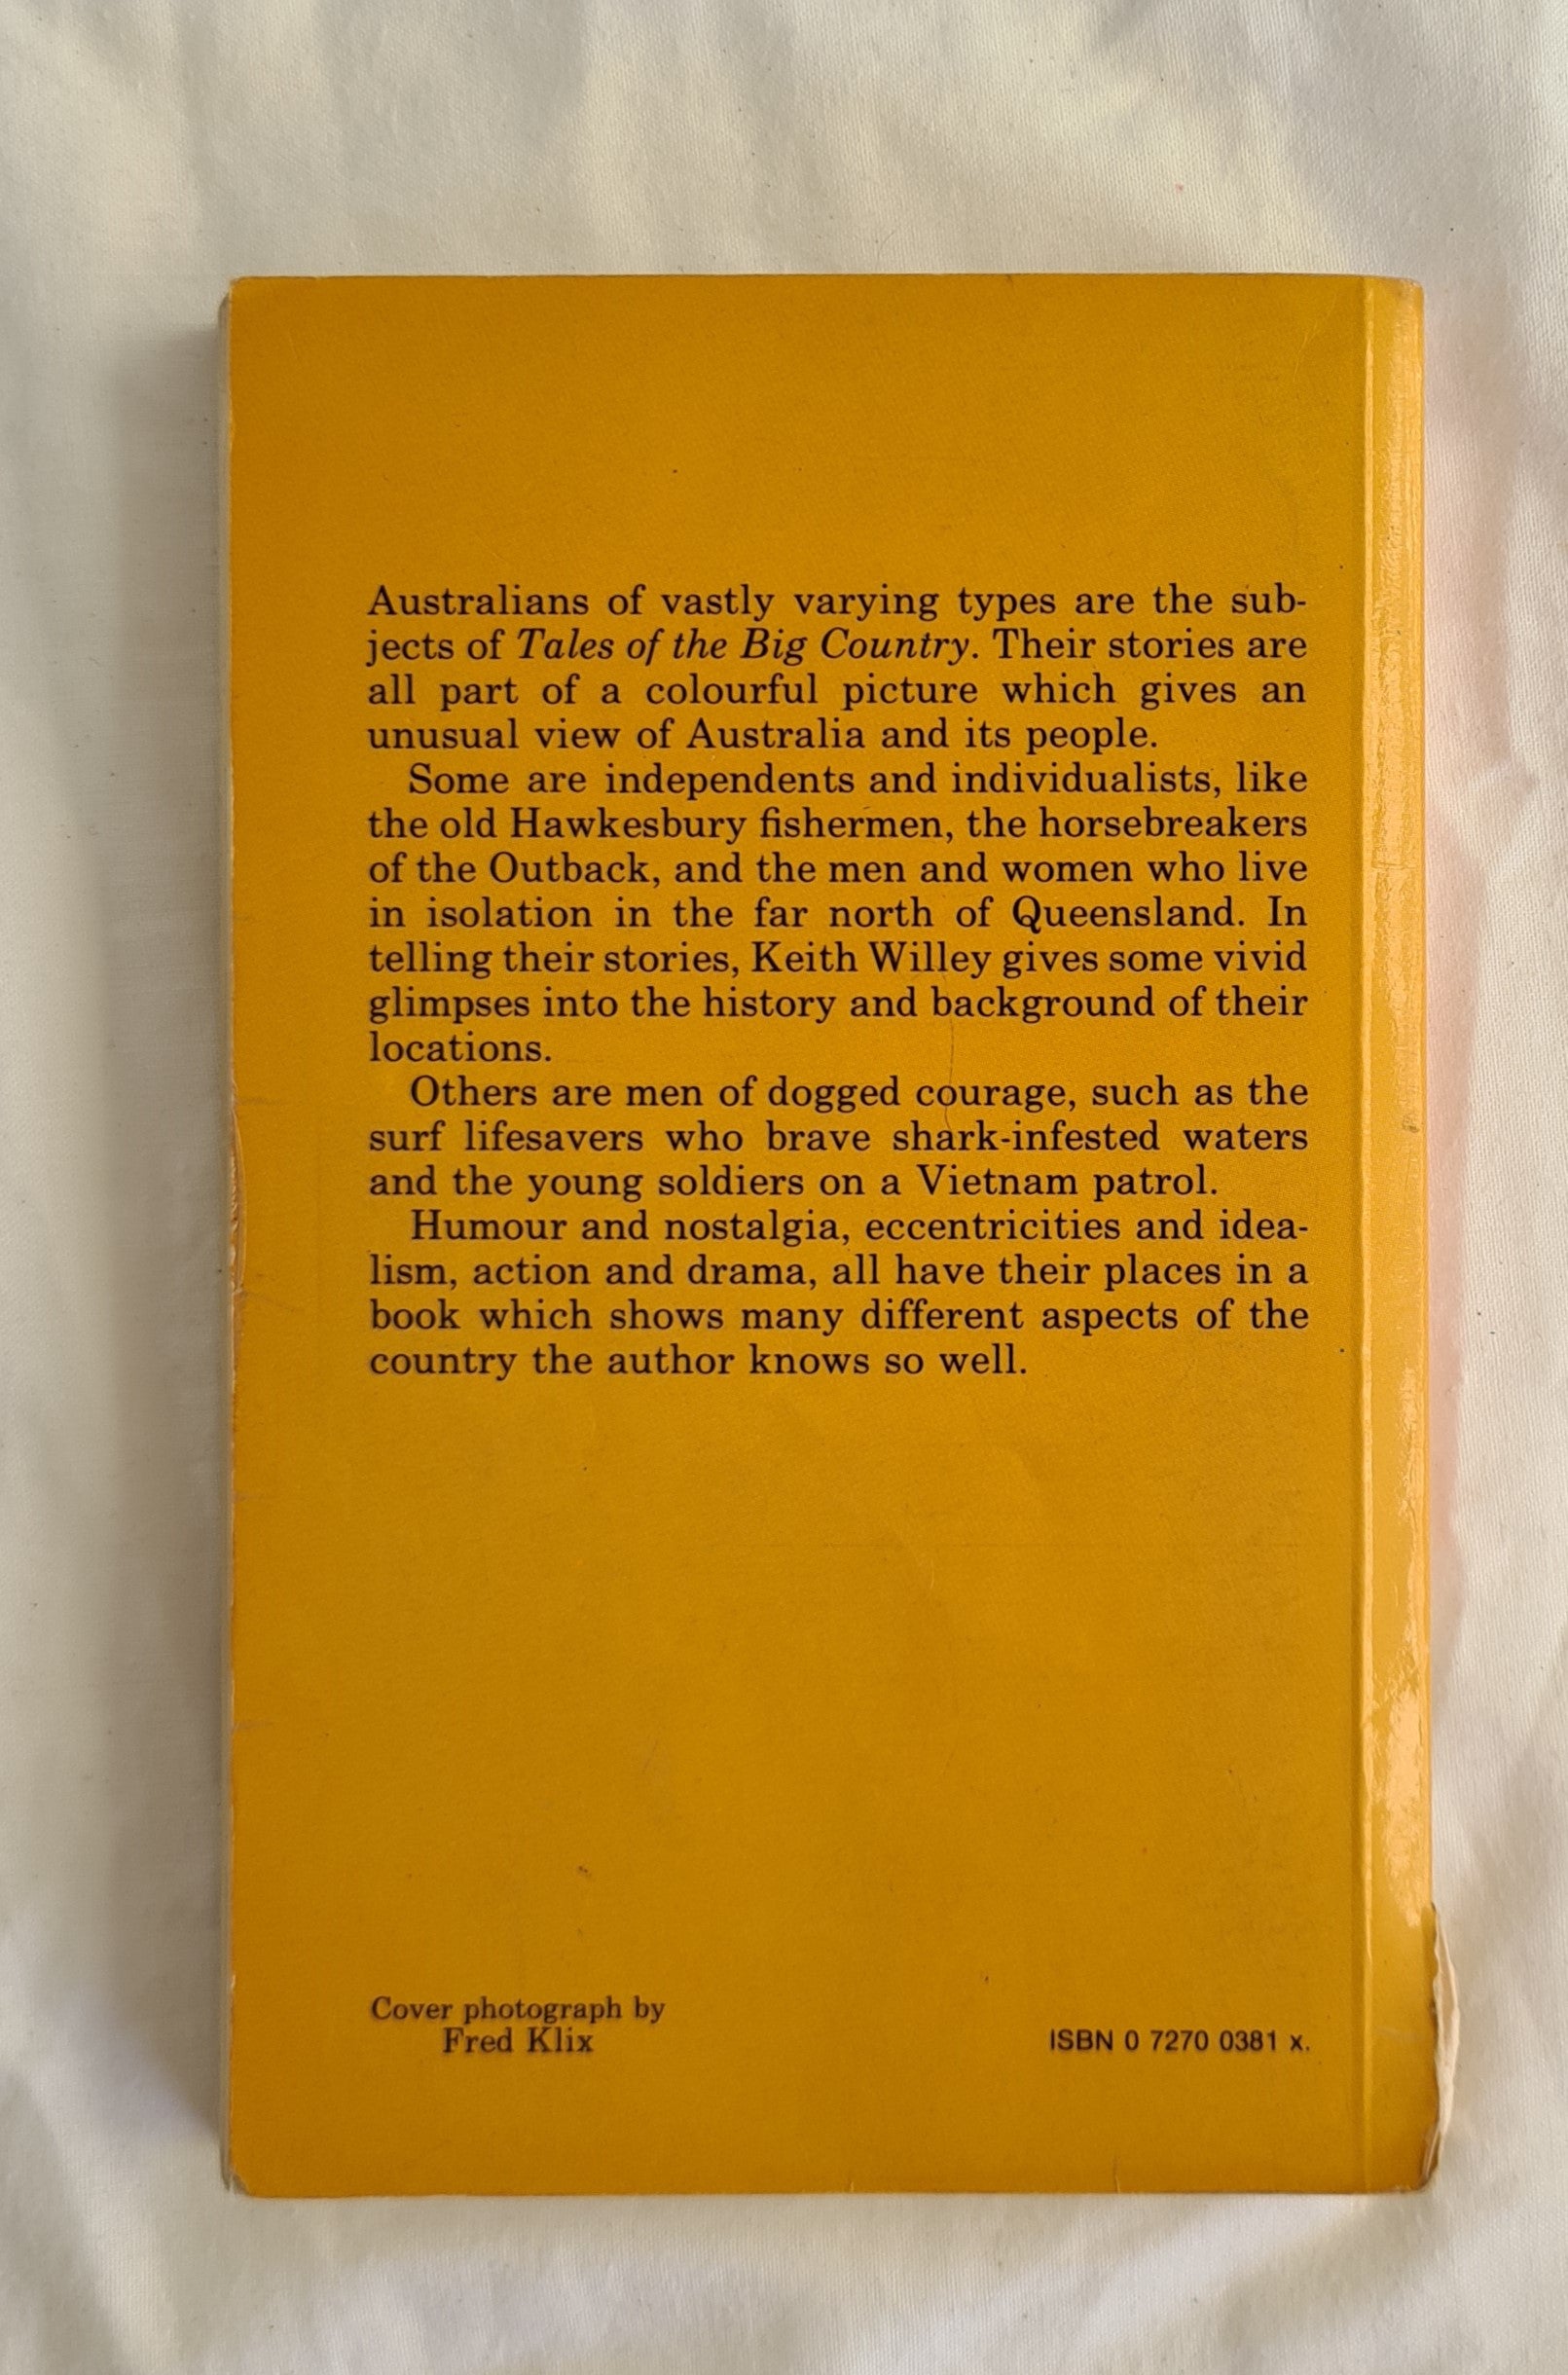 Australians of vastly varying types are the sub-
jects of Tales of the Big Country. Their stories are
all part of a colourful picture which gives an
unusual view of Australia and its people.
Some are independents and individualists, like
the old Hawkesbury fishermen, the horsebreakers
of the Outback, and the men and women who live
in isolation in the far north of Queensland. In
telling their stories, Keith Willey gives some vivid
glimpses into the history and background of their
locations.
Others are men of dogged courage, such as the
surf lifesavers who brave shark-infested waters
and the young soldiers on a Vietnam patrol.
Humour and nostalgia, eccentricities and idea-
lism, action and drama, all have their places in a
book which shows many different aspects of the
country the author knows so well.
Cover photograph by
Fred Klix
ISBN 0 7270 0381 x.